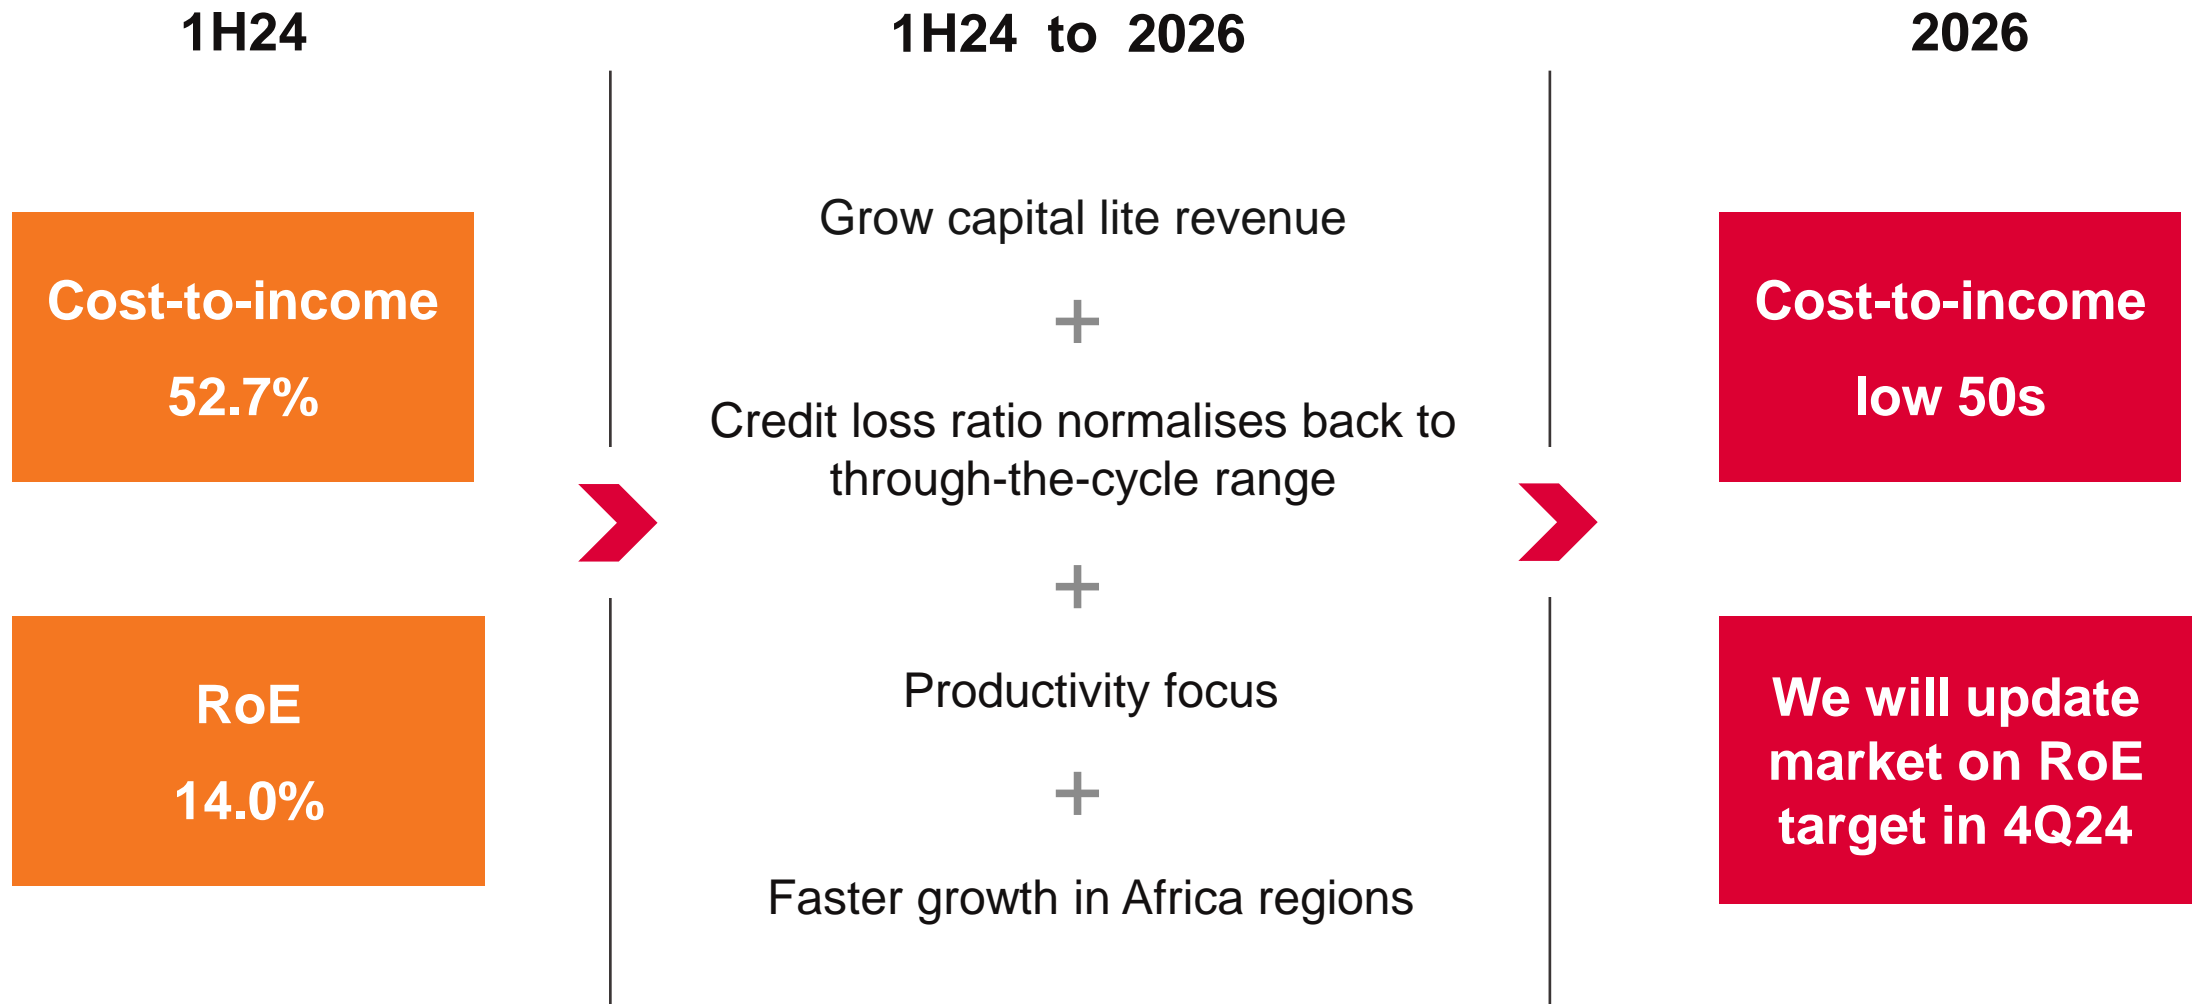 1H24
1H24 to 2026
2026
Cost-to-income
52.7%
RoE
14.0%
Grow capital lite revenue
+
Credit loss ratio normalises back to
through-the-cycle range
+
Productivity focus
+
Faster growth in Africa regions
Cost-to-income
low 50s
We will update
market on RoE
target in 4Q24